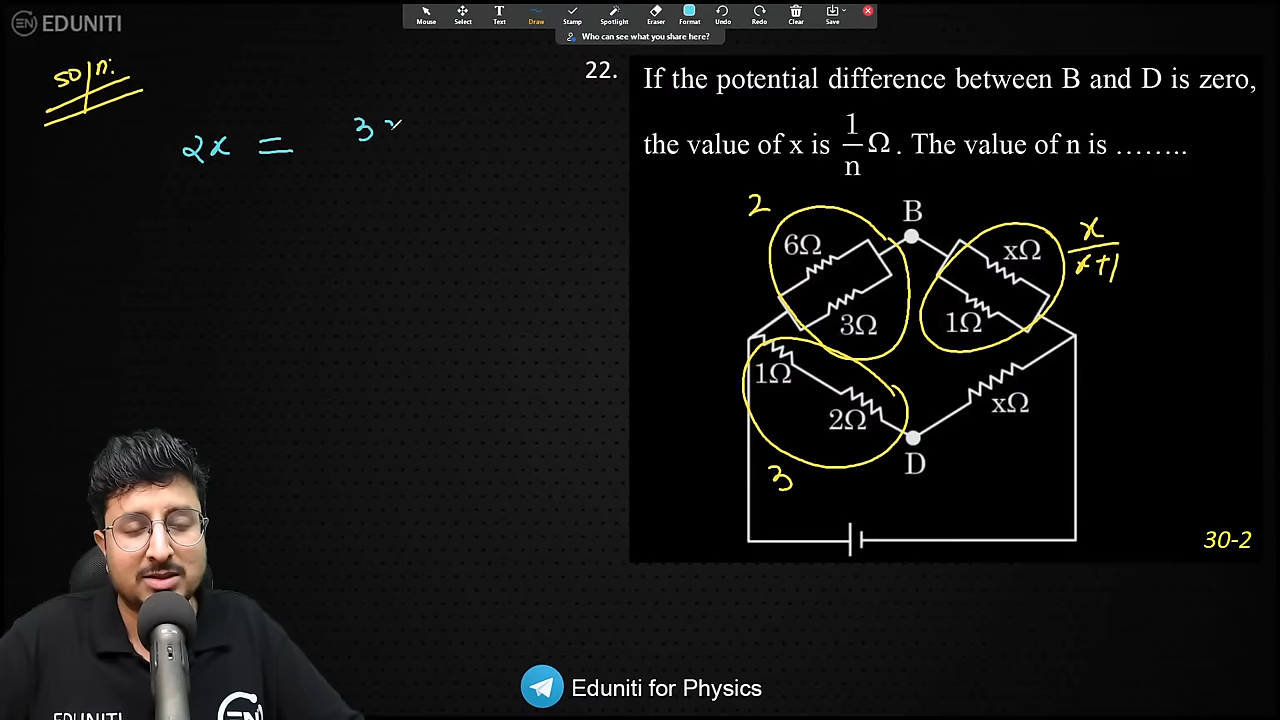 EDUNITI
Mouse Select Text Draw Stamp Spotlight Eraser Format Undo Redo Clear Save
Who can see what you share here?
soln:
2x = 3
22. If the potential difference between B and D is zero,
the value of x is 1/n Ω. The value of n is ........
2
B
x/x+1
6Ω
xΩ
3Ω
1Ω
1Ω
2Ω
xΩ
D
3
30-2
Eduniti for Physics
EDUNITI
EN